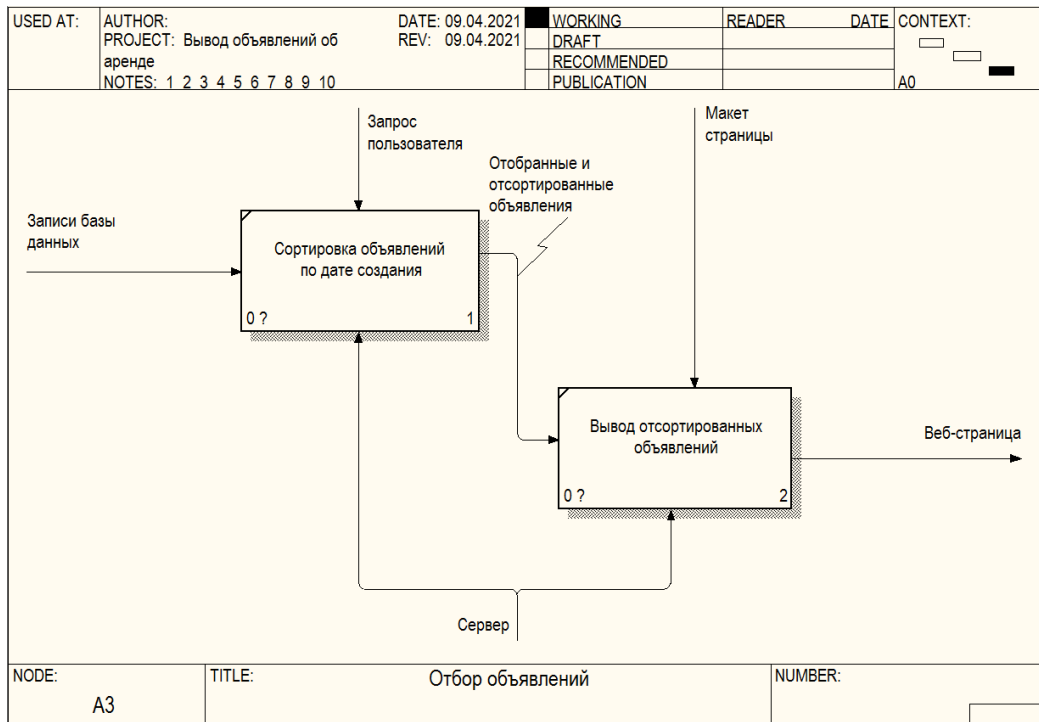 USED AT:
AUTHOR:
DATE: 09.04.2021
PROJECT: Вывод объявлений об
аренде
REV: 09.04.2021
NOTES: 1 2 3 4 5 6 7 8 9 10
WORKING
DRAFT
RECOMMENDED
PUBLICATION
READER
DATE
CONTEXT:
A0
Запрос
пользователя
Макет
страницы
Отобранные и
отсортированные
объявления
Записи базы
данных
Сортировка объявлений
по дате создания
0 ?
1
Вывод отсортированных
объявлений
0 ?
2
Веб-страница
Сервер
NODE:
A3
TITLE:
Отбор объявлений
NUMBER: